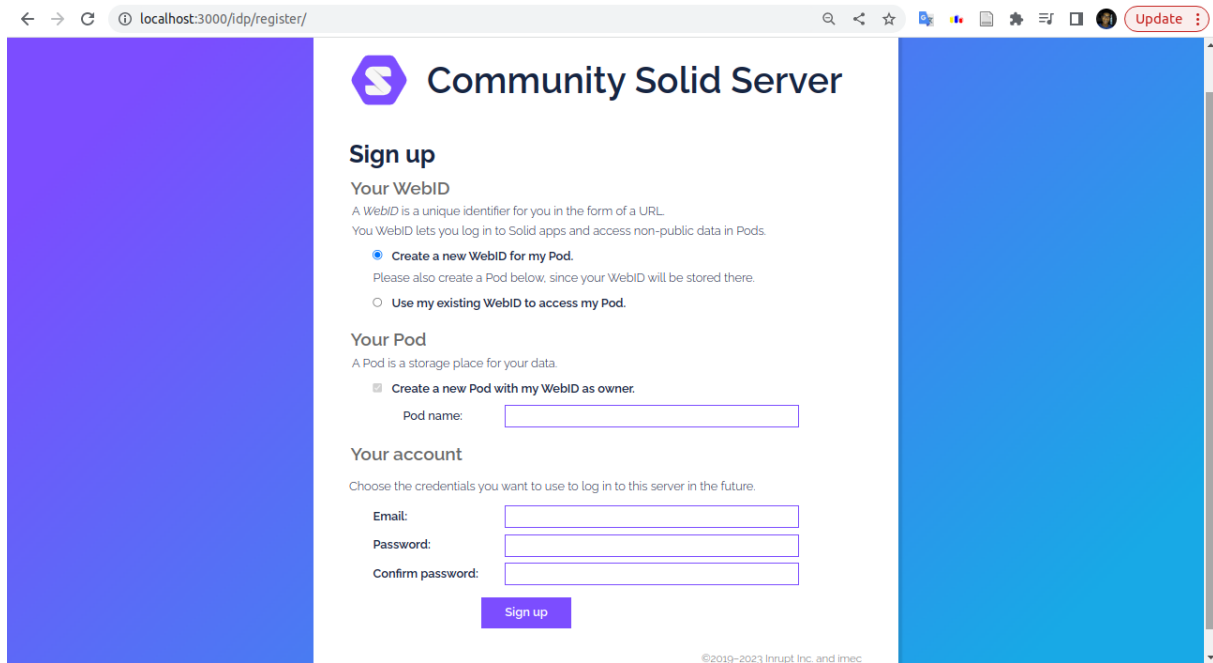 localhost:3000/idp/register/
Update
Community Solid Server
Sign up
Your WebID
A WebID is a unique identifier for you in the form of a URL.
You WebID lets you log in to Solid apps and access non-public data in Pods.
Create a new WebID for my Pod.
Please also create a Pod below, since your WebID will be stored there.
Use my existing WebID to access my Pod.
Your Pod
A Pod is a storage place for your data.
Create a new Pod with my WebID as owner.
Pod name:
Your account
Choose the credentials you want to use to log in to this server in the future.
Email:
Password:
Confirm password:
Sign up
©2019–2023 Inrupt Inc. and imec